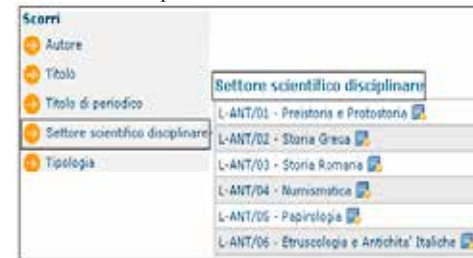 Scorri
Autore
Titolo
Titolo di periodico
Settore scientifico disciplinare
Tipologia
Settore scientifico disciplinare
L-ANT/01 - Preistoria e Protostoria
L-ANT/02 - Storia Greca
L-ANT/03 - Storia Romana
L-ANT/04 - Numismatica
L-ANT/05 - Papirologia
L-ANT/06 - Etruscologia e Antichita' Italiche